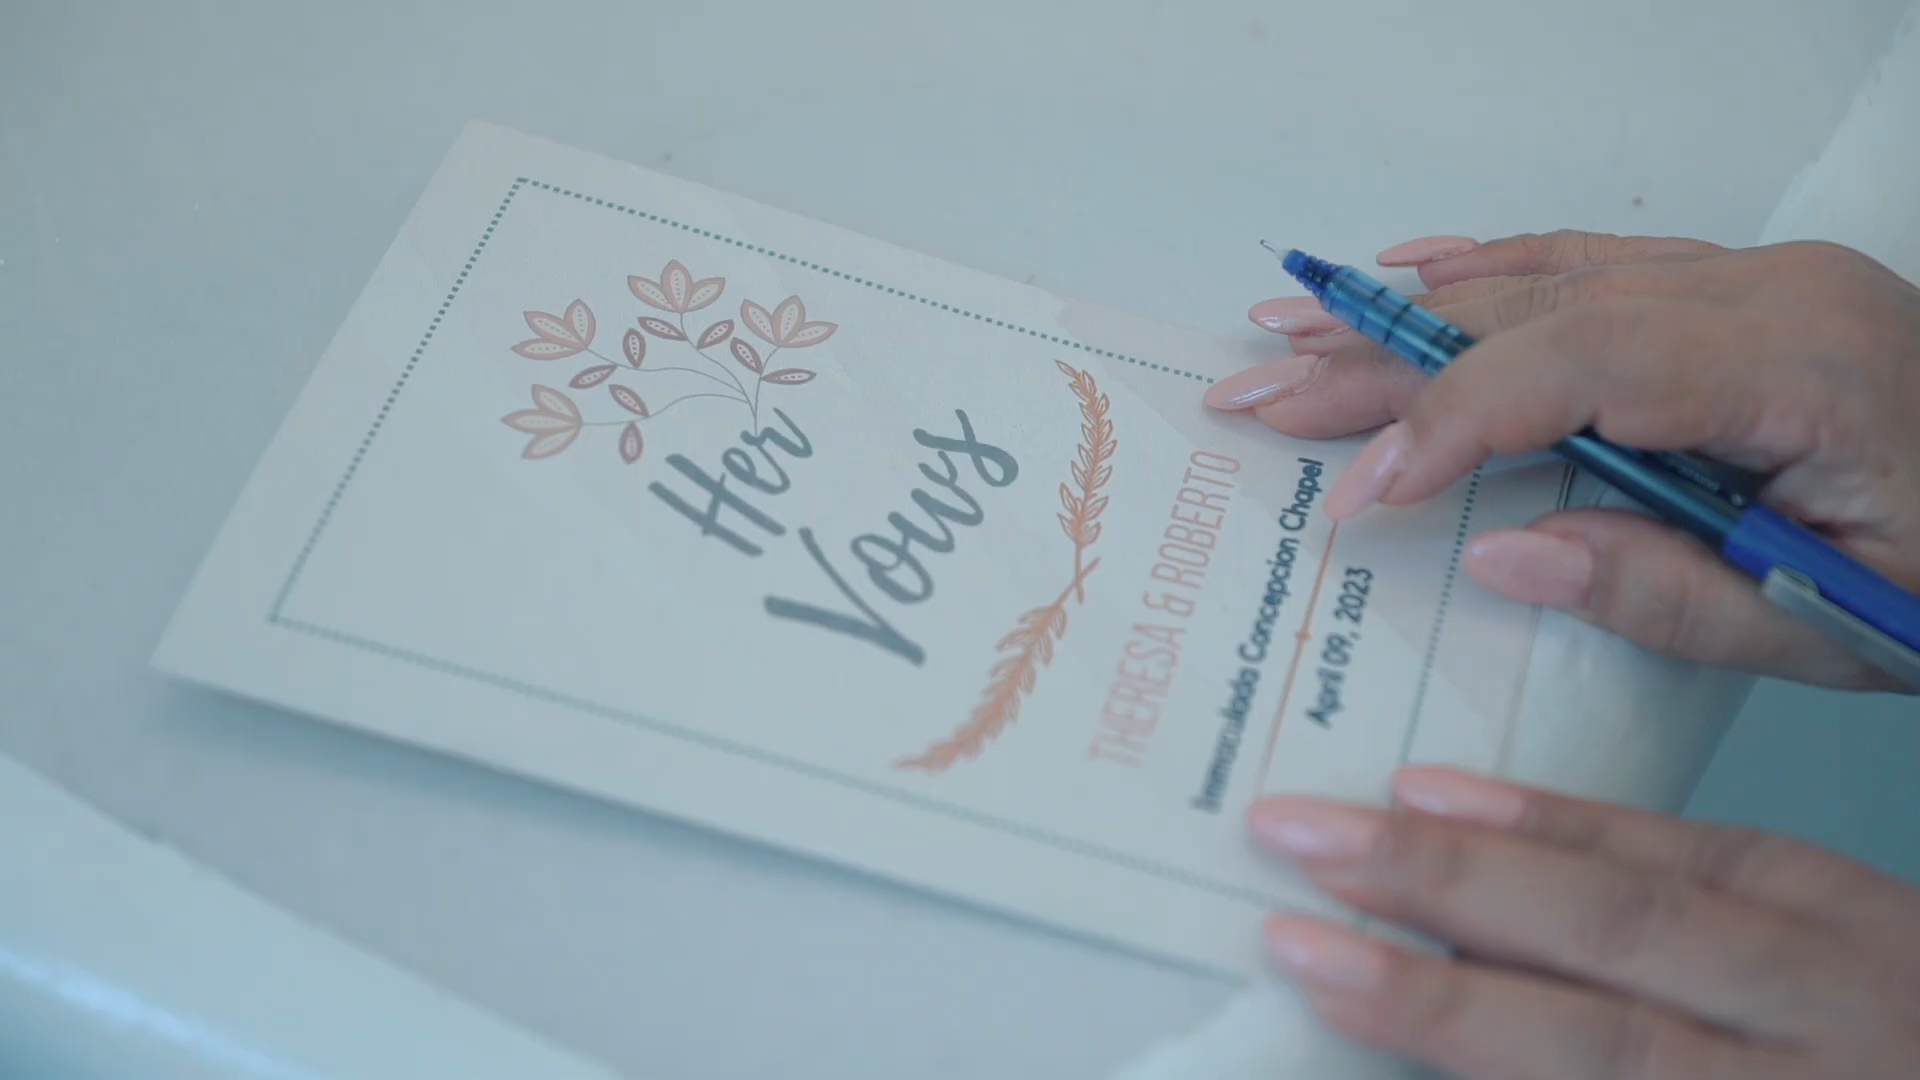 Her
Vows
THERESA & ROBERTO
Immaculada Concepcion Chapel
April 09, 2023